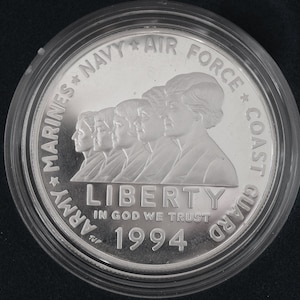 ARMY ★ MARINES ★ NAVY ★ AIR FORCE ★ COAST GUARD
LIBERTY
IN GOD WE TRUST
1994